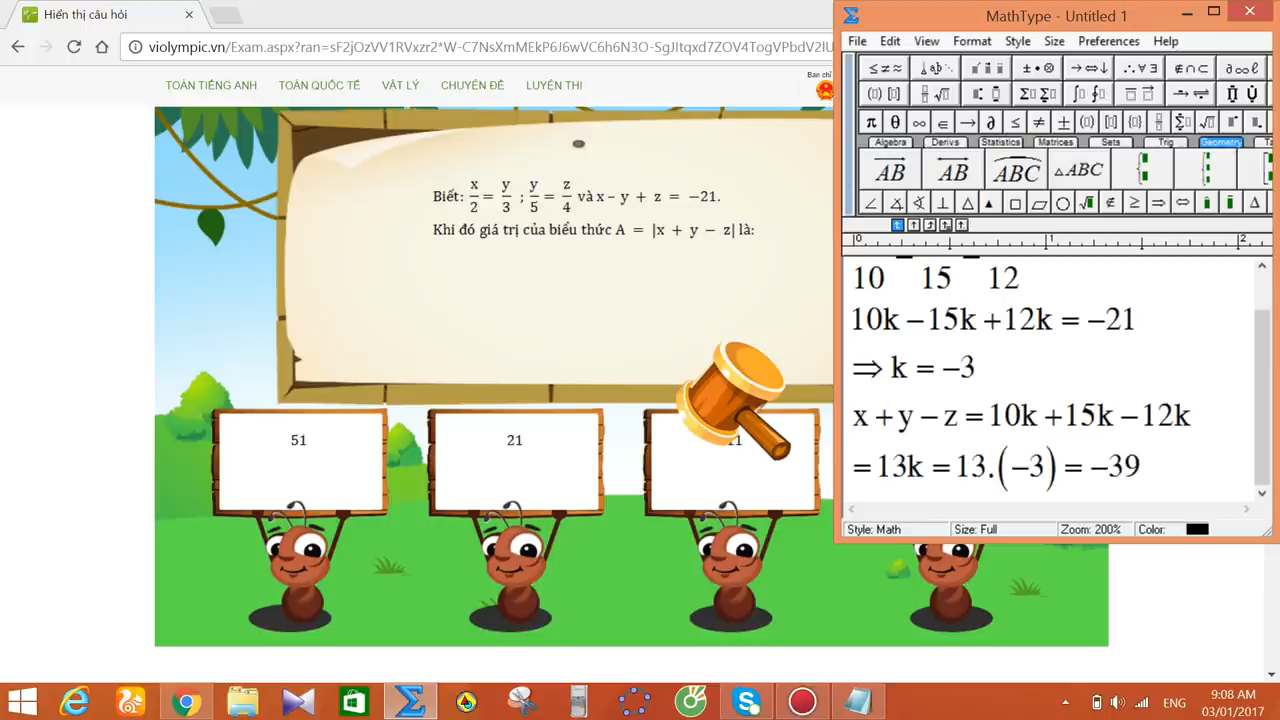 Hiển thị câu hỏi
violympic.vn/Exam.aspx?
TOÁN TIẾNG ANH
TOÁN QUỐC TẾ
VẬT LÝ
CHUYÊN ĐỀ
LUYỆN THI
Biết: x/2 = y/3 ; y/5 = z/4 và x – y + z = −21.
Khi đó giá trị của biểu thức A = |x + y − z| là:
51
21
MathType - Untitled 1
File Edit View Format Style Size Preferences Help
Algebra Derivs Statistics Matrices Sets Trig Geometry
AB AB ABC △ABC
0 1 2
10 15 12
10k − 15k + 12k = −21
⇒ k = −3
x + y − z = 10k + 15k − 12k
= 13k = 13.(−3) = −39
Style: Math Size: Full Zoom: 200% Color:
ENG
9:08 AM
03/01/2017